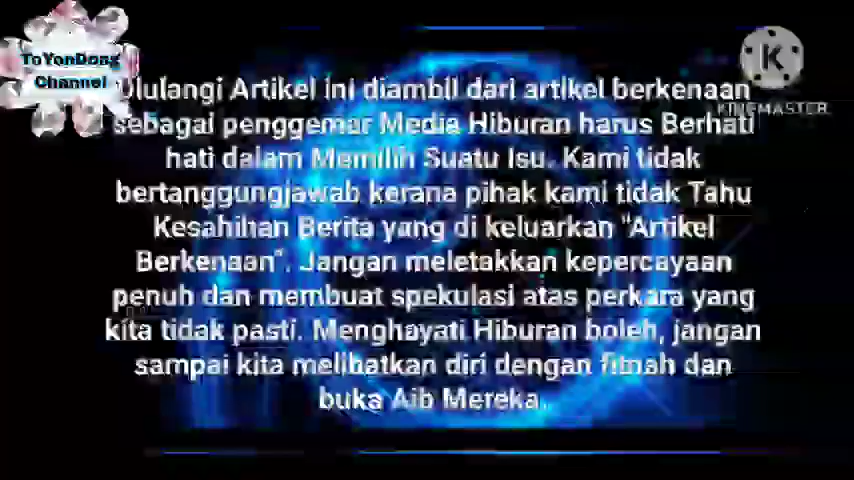 ToYonDong
Channel
KINEMASTER
Diulangi Artikel ini diambil dari artikel berkenaan
sebagai penggemar Media Hiburan harus Berhati
hati dalam Memilih Suatu Isu. Kami tidak
bertanggungjawab kerana pihak kami tidak Tahu
Kesahihan Berita yang di keluarkan "Artikel
Berkenaan". Jangan meletakkan kepercayaan
penuh dan membuat spekulasi atas perkara yang
kita tidak pasti. Menghayati Hiburan boleh, jangan
sampai kita melibatkan diri dengan fitnah dan
buka Aib Mereka.